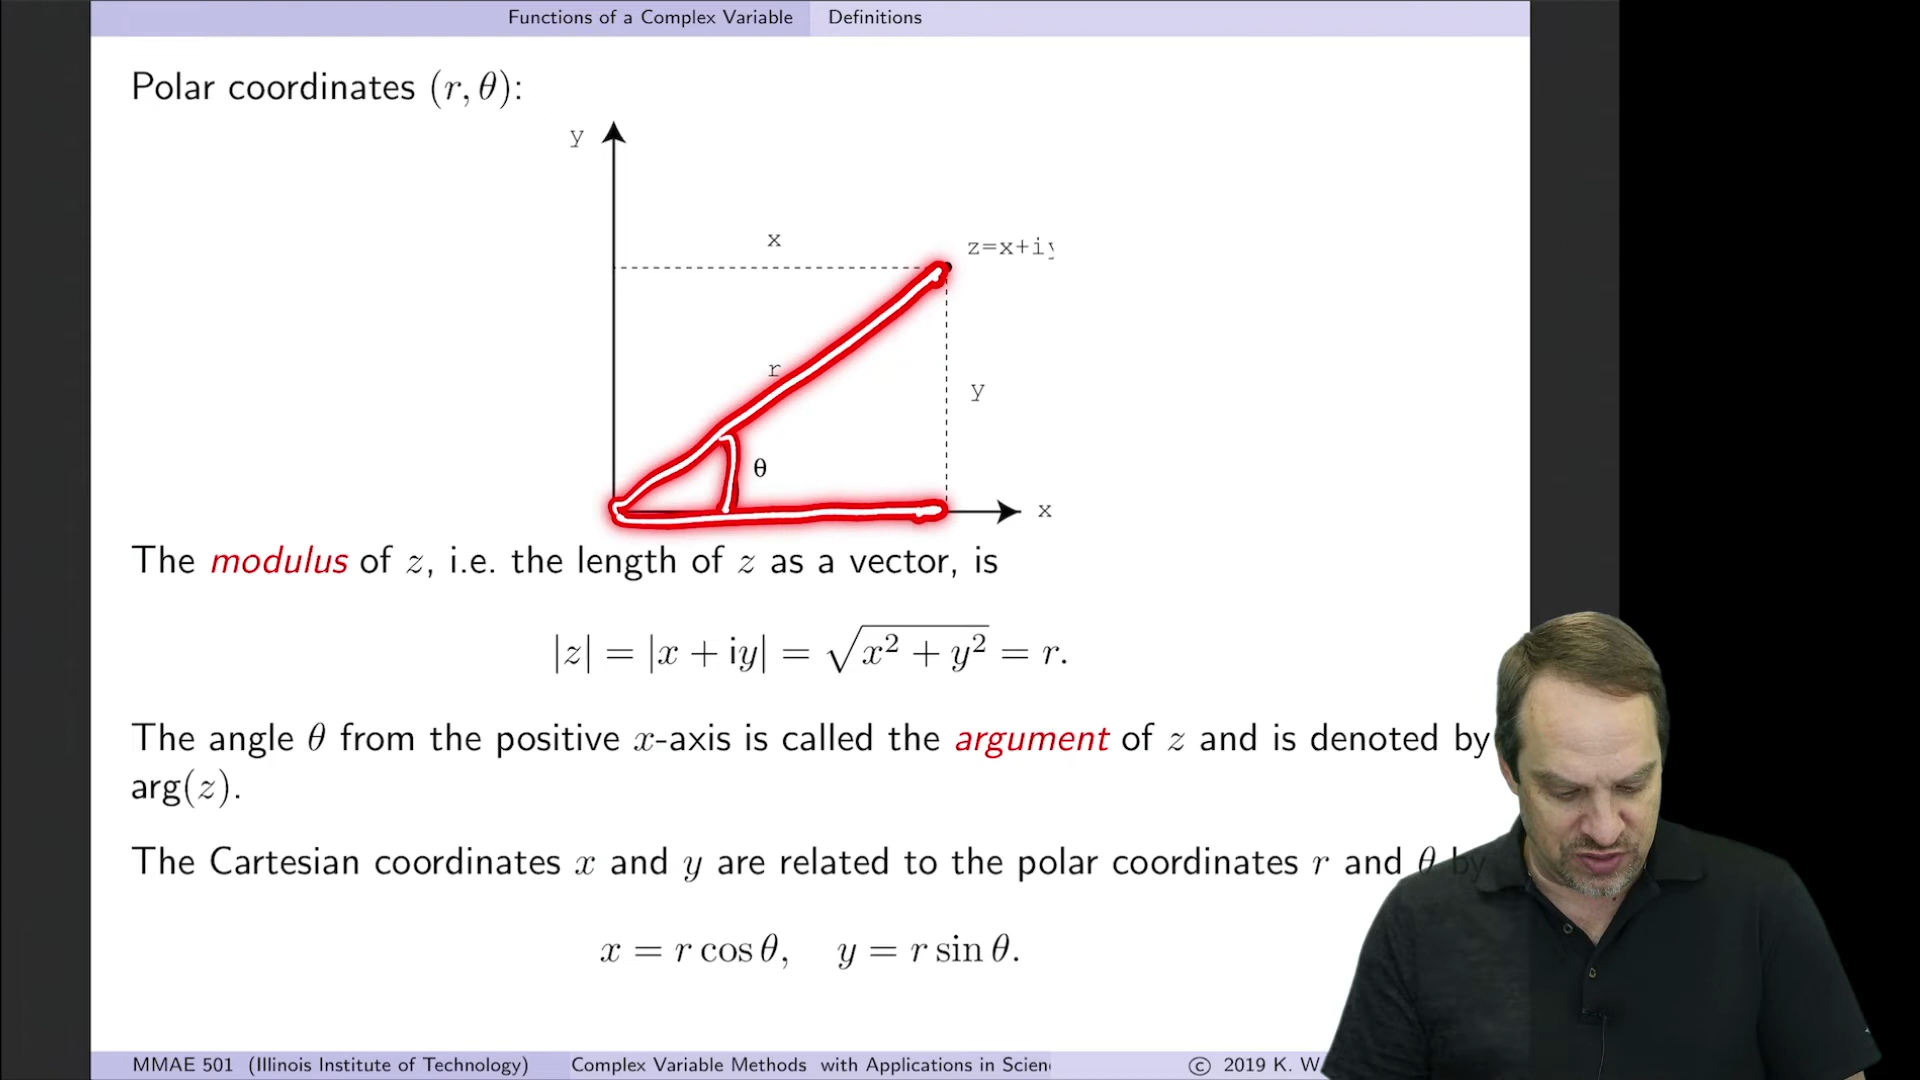 Functions of a Complex Variable Definitions
Polar coordinates (r, θ):
y
x
z=x+iy
r
y
θ
x
The modulus of z, i.e. the length of z as a vector, is
|z| = |x + iy| = √x² + y² = r.
The angle θ from the positive x-axis is called the argument of z and is denoted by
arg(z).
The Cartesian coordinates x and y are related to the polar coordinates r and θ by
x = r cos θ, y = r sin θ.
MMAE 501 (Illinois Institute of Technology) Complex Variable Methods with Applications in Scien © 2019 K. W